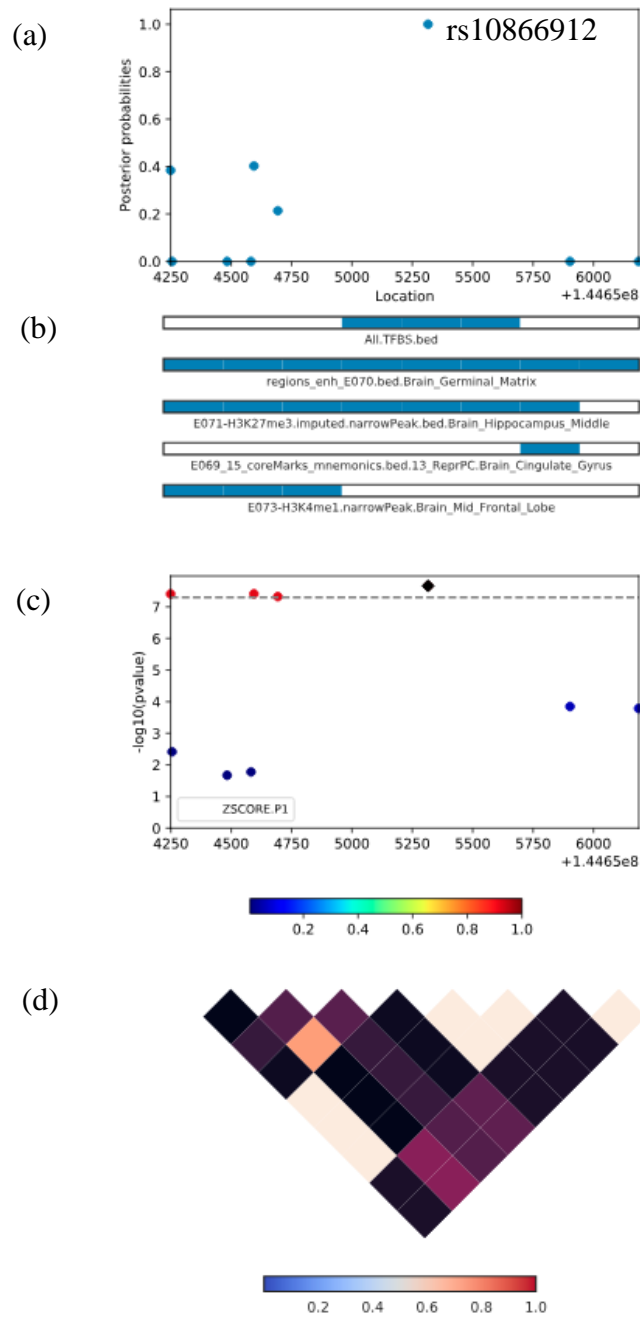 (a)
rs10866912
Posterior probabilities
1.0
0.8
0.6
0.4
0.2
0.0
4250 4500 4750 5000 5250 5500 5750 6000
Location
+1.4465e8
(b)
All.TFBS.bed
regions_enh_E070.bed.Brain_Germinal_Matrix
E071-H3K27me3.imputed.narrowPeak.bed.Brain_Hippocampus_Middle
E069_15_coreMarks_mnemonics.bed.13_ReprPC.Brain_Cingulate_Gyrus
E073-H3K4me1.narrowPeak.Brain_Mid_Frontal_Lobe
(c)
-log10(pvalue)
7
6
5
4
3
2
1
0
ZSCORE.P1
4250 4500 4750 5000 5250 5500 5750 6000
+1.4465e8
0.2 0.4 0.6 0.8 1.0
(d)
0.2 0.4 0.6 0.8 1.0